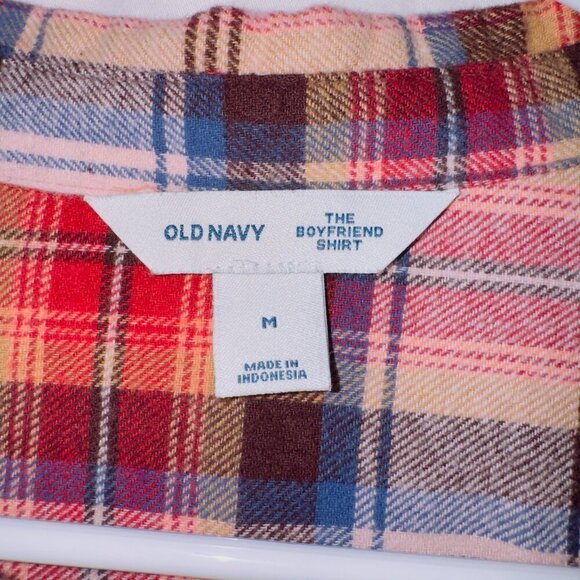 OLD NAVY
THE
BOYFRIEND
SHIRT
M
MADE IN
INDONESIA